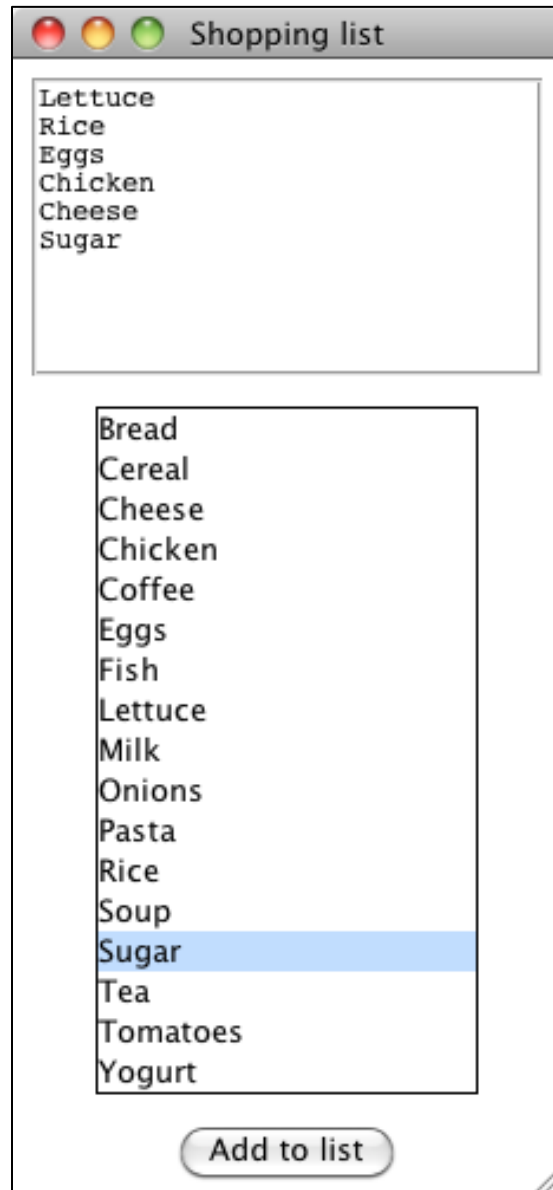 Shopping list
Lettuce
Rice
Eggs
Chicken
Cheese
Sugar
Bread
Cereal
Cheese
Chicken
Coffee
Eggs
Fish
Lettuce
Milk
Onions
Pasta
Rice
Soup
Sugar
Tea
Tomatoes
Yogurt
Add to list